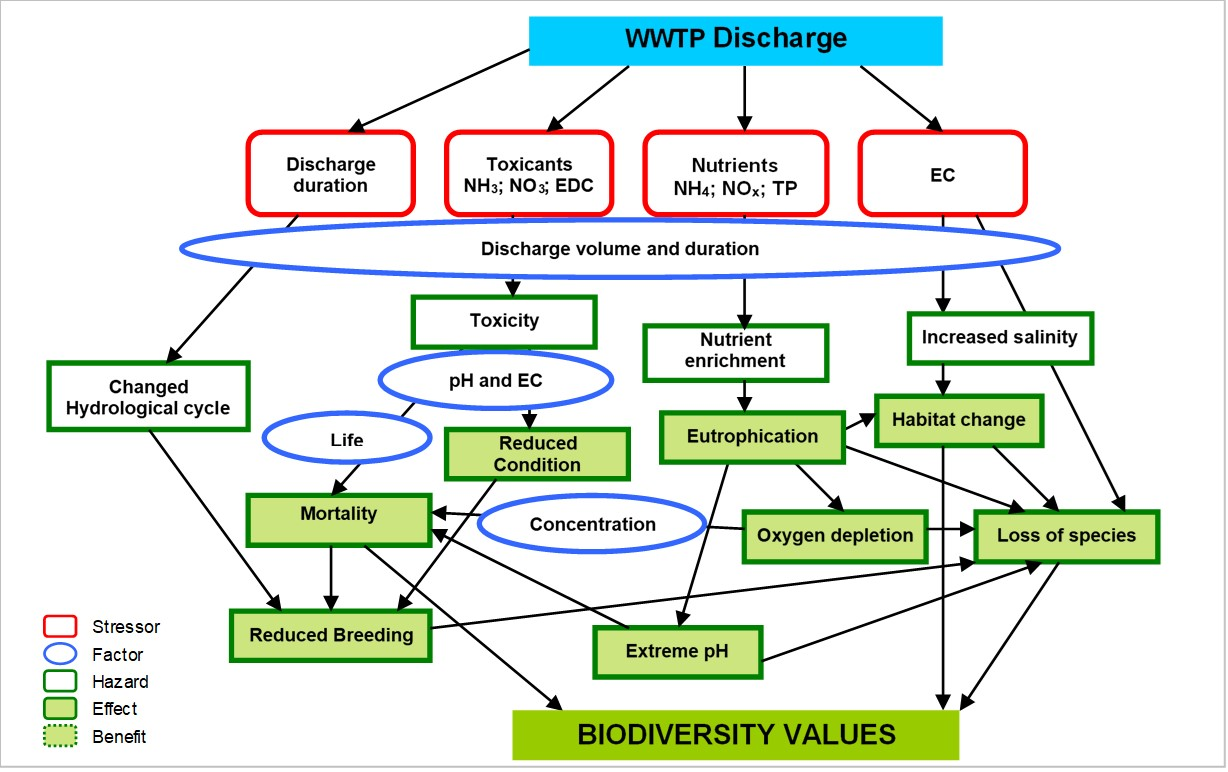 WWTP Discharge
Discharge
duration
Toxicants
NH₃; NO₃; EDC
Nutrients
NH₄; NOₓ; TP
EC
Discharge volume and duration
Toxicity
Nutrient
enrichment
Increased salinity
Changed
Hydrological cycle
pH and EC
Life
Reduced
Condition
Eutrophication
Habitat change
Mortality
Concentration
Oxygen depletion
Loss of species
Reduced Breeding
Extreme pH
Stressor
Factor
Hazard
Effect
Benefit
BIODIVERSITY VALUES